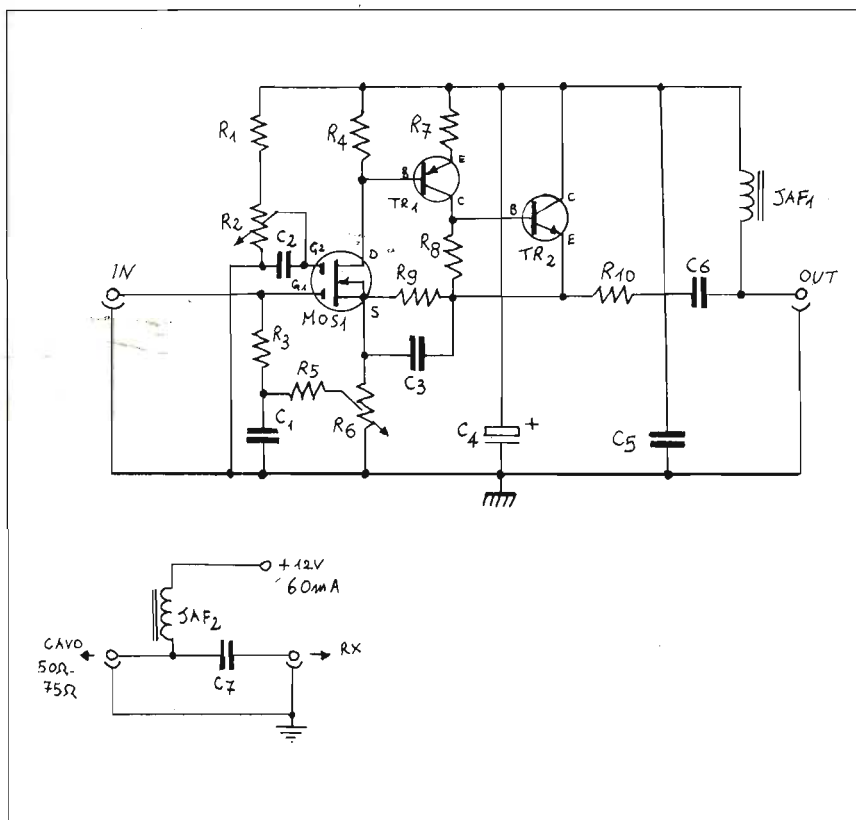 R1
R4
R7
E
B
TR1
C
R2
C2
G2
D
B
C
TR2
E
JAF1
R8
IN
G1
R9
R10
C6
OUT
MOS1
S
R3
C3
R5
R6
C1
C4
+
C5
+12V
60mA
JAF2
CAVO
50Ω-
75Ω
C7
RX